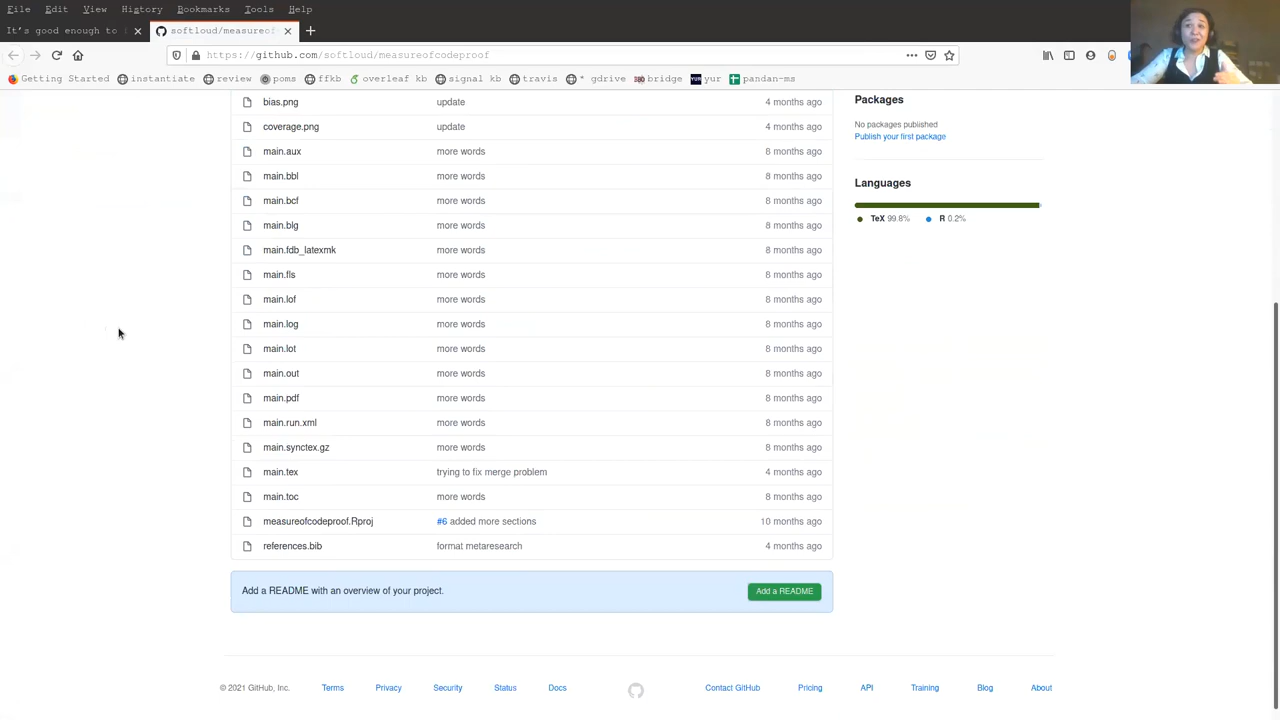 File Edit View History Bookmarks Tools Help
It's good enough to
softloud/measureof
https://github.com/softloud/measureofcodeproof
Getting Started instantiate review poms ffkb overleaf kb signal kb travis * gdrive bridge yur pandan-ms
bias.png update 4 months ago
coverage.png update 4 months ago
main.aux more words 8 months ago
main.bbl more words 8 months ago
main.bcf more words 8 months ago
main.blg more words 8 months ago
main.fdb_latexmk more words 8 months ago
main.fls more words 8 months ago
main.lof more words 8 months ago
main.log more words 8 months ago
main.lot more words 8 months ago
main.out more words 8 months ago
main.pdf more words 8 months ago
main.run.xml more words 8 months ago
main.synctex.gz more words 8 months ago
main.tex trying to fix merge problem 4 months ago
main.toc more words 8 months ago
measureofcodeproof.Rproj #6 added more sections 10 months ago
references.bib format metaresearch 4 months ago
Packages
No packages published
Publish your first package
Languages
TeX 99.8% R 0.2%
Add a README with an overview of your project. Add a README
© 2021 GitHub, Inc. Terms Privacy Security Status Docs Contact GitHub Pricing API Training Blog About